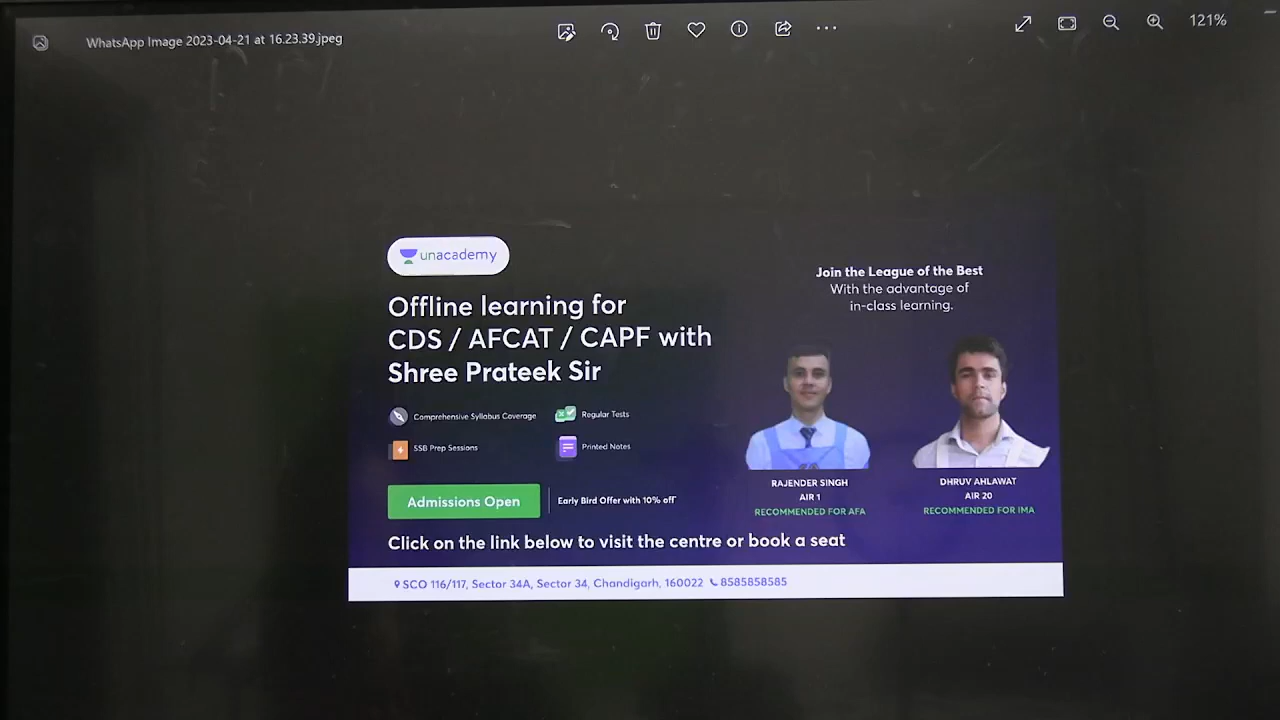 WhatsApp Image 2023-04-21 at 16.23.39.jpeg
121%
unacademy
Offline learning for
CDS / AFCAT / CAPF with
Shree Prateek Sir
Comprehensive Syllabus Coverage
Regular Tests
SSB Prep Sessions
Printed Notes
Admissions Open
Early Bird Offer with 10% off*
Join the League of the Best
With the advantage of
in-class learning.
RAJENDER SINGH
AIR 1
RECOMMENDED FOR AFA
DHRUV AHLAWAT
AIR 20
RECOMMENDED FOR IMA
Click on the link below to visit the centre or book a seat
SCO 116/117, Sector 34A, Sector 34, Chandigarh, 160022 8585858585